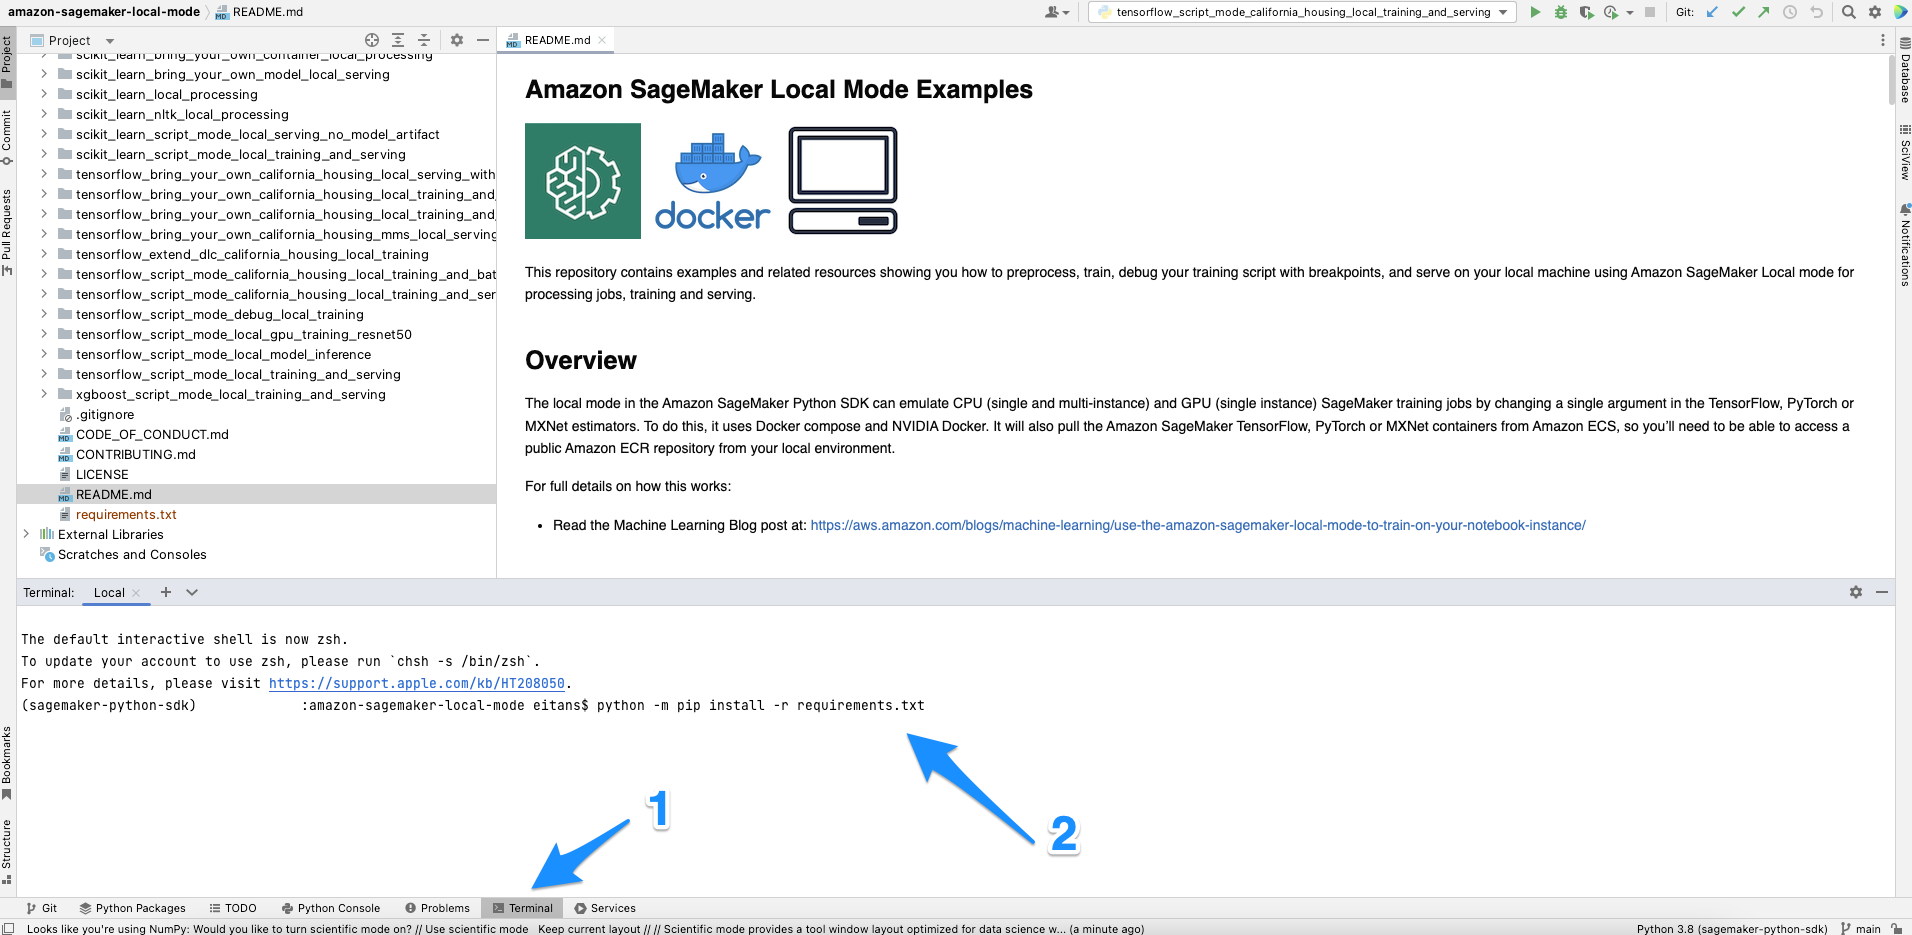 amazon-sagemaker-local-mode README.md
tensorflow_script_mode_california_housing_local_training_and_serving
Git:
Project
README.md
Project
Commit
Pull Requests
Bookmarks
Structure
scikit_learn_bring_your_own_container_local_processing
scikit_learn_bring_your_own_model_local_serving
scikit_learn_local_processing
scikit_learn_nltk_local_processing
scikit_learn_script_mode_local_serving_no_model_artifact
scikit_learn_script_mode_local_training_and_serving
tensorflow_bring_your_own_california_housing_local_serving_with
tensorflow_bring_your_own_california_housing_local_training_and_
tensorflow_bring_your_own_california_housing_local_training_and_
tensorflow_bring_your_own_california_housing_mms_local_serving
tensorflow_extend_dlc_california_housing_local_training
tensorflow_script_mode_california_housing_local_training_and_bat
tensorflow_script_mode_california_housing_local_training_and_ser
tensorflow_script_mode_debug_local_training
tensorflow_script_mode_local_gpu_training_resnet50
tensorflow_script_mode_local_model_inference
tensorflow_script_mode_local_training_and_serving
xgboost_script_mode_local_training_and_serving
.gitignore
CODE_OF_CONDUCT.md
CONTRIBUTING.md
LICENSE
README.md
requirements.txt
External Libraries
Scratches and Consoles
Amazon SageMaker Local Mode Examples
docker
This repository contains examples and related resources showing you how to preprocess, train, debug your training script with breakpoints, and serve on your local machine using Amazon SageMaker Local mode for
processing jobs, training and serving.
Overview
The local mode in the Amazon SageMaker Python SDK can emulate CPU (single and multi-instance) and GPU (single instance) SageMaker training jobs by changing a single argument in the TensorFlow, PyTorch or
MXNet estimators. To do this, it uses Docker compose and NVIDIA Docker. It will also pull the Amazon SageMaker TensorFlow, PyTorch or MXNet containers from Amazon ECS, so you’ll need to be able to access a
public Amazon ECR repository from your local environment.
For full details on how this works:
• Read the Machine Learning Blog post at: https://aws.amazon.com/blogs/machine-learning/use-the-amazon-sagemaker-local-mode-to-train-on-your-notebook-instance/
Database
SciView
Notifications
Terminal: Local
The default interactive shell is now zsh.
To update your account to use zsh, please run `chsh -s /bin/zsh`.
For more details, please visit https://support.apple.com/kb/HT208050.
(sagemaker-python-sdk) :amazon-sagemaker-local-mode eitans$ python -m pip install -r requirements.txt
1
2
Git Python Packages TODO Python Console Problems Terminal Services
Looks like you're using NumPy: Would you like to turn scientific mode on? // Use scientific mode Keep current layout // // Scientific mode provides a tool window layout optimized for data science w... (a minute ago)
Python 3.8 (sagemaker-python-sdk) main